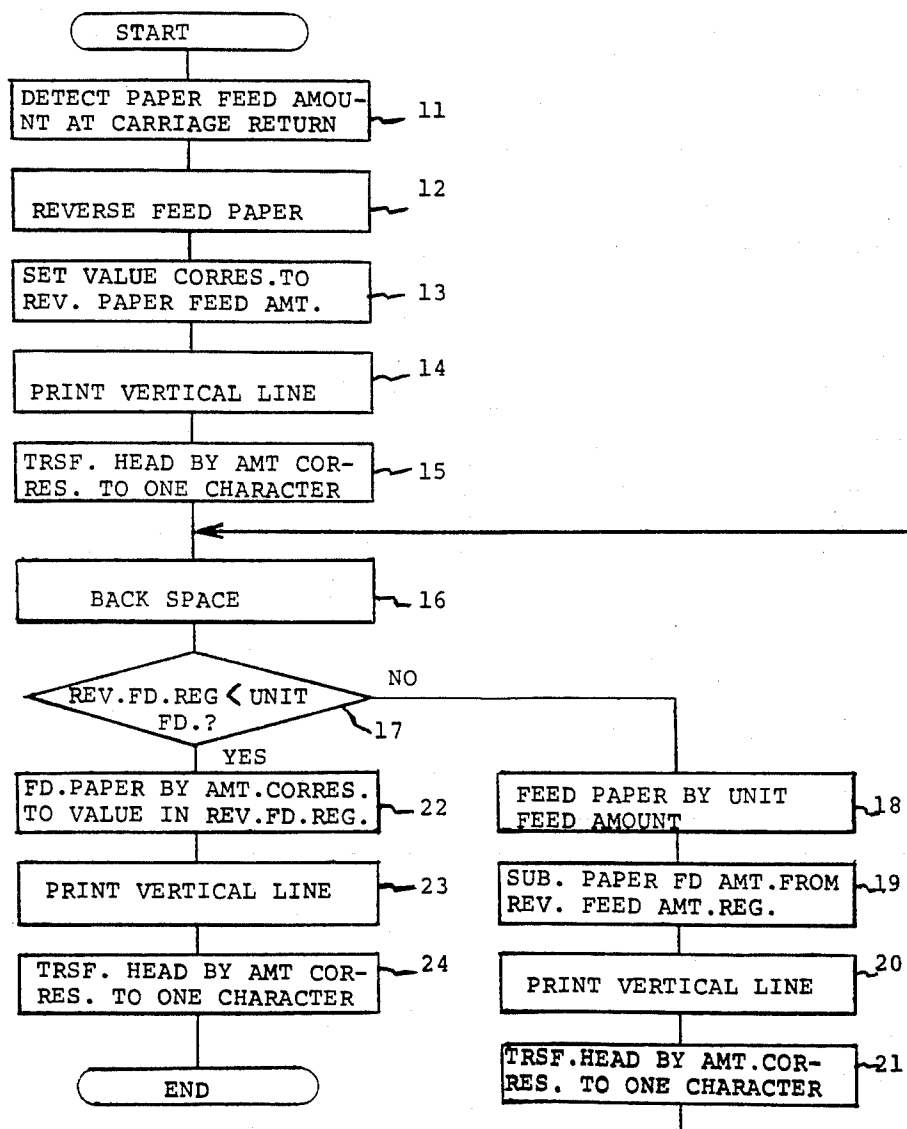 START
DETECT PAPER FEED AMOU-
NT AT CARRIAGE RETURN
11
REVERSE FEED PAPER
12
SET VALUE CORRES.TO
REV. PAPER FEED AMT.
13
PRINT VERTICAL LINE
14
TRSF. HEAD BY AMT COR-
RES. TO ONE CHARACTER
15
BACK SPACE
16
REV.FD.REG < UNIT
FD.?
17
NO
YES
FD.PAPER BY AMT.CORRES.
TO VALUE IN REV.FD.REG.
22
PRINT VERTICAL LINE
23
TRSF. HEAD BY AMT COR-
RES. TO ONE CHARACTER
24
END
FEED PAPER BY UNIT
FEED AMOUNT
18
SUB. PAPER FD AMT.FROM
REV. FEED AMT.REG.
19
PRINT VERTICAL LINE
20
TRSF.HEAD BY AMT.COR-
RES. TO ONE CHARACTER
21